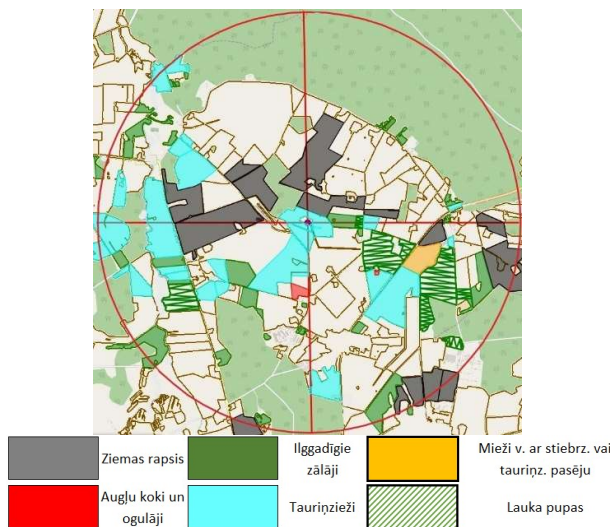 Ziemas rapsis
Ilggadīgie
zālāji
Mieži v. ar stiebrz. vai
tauriņz. pasēju
Augļu koki un
ogulāji
Tauriņzieži
Lauka pupas